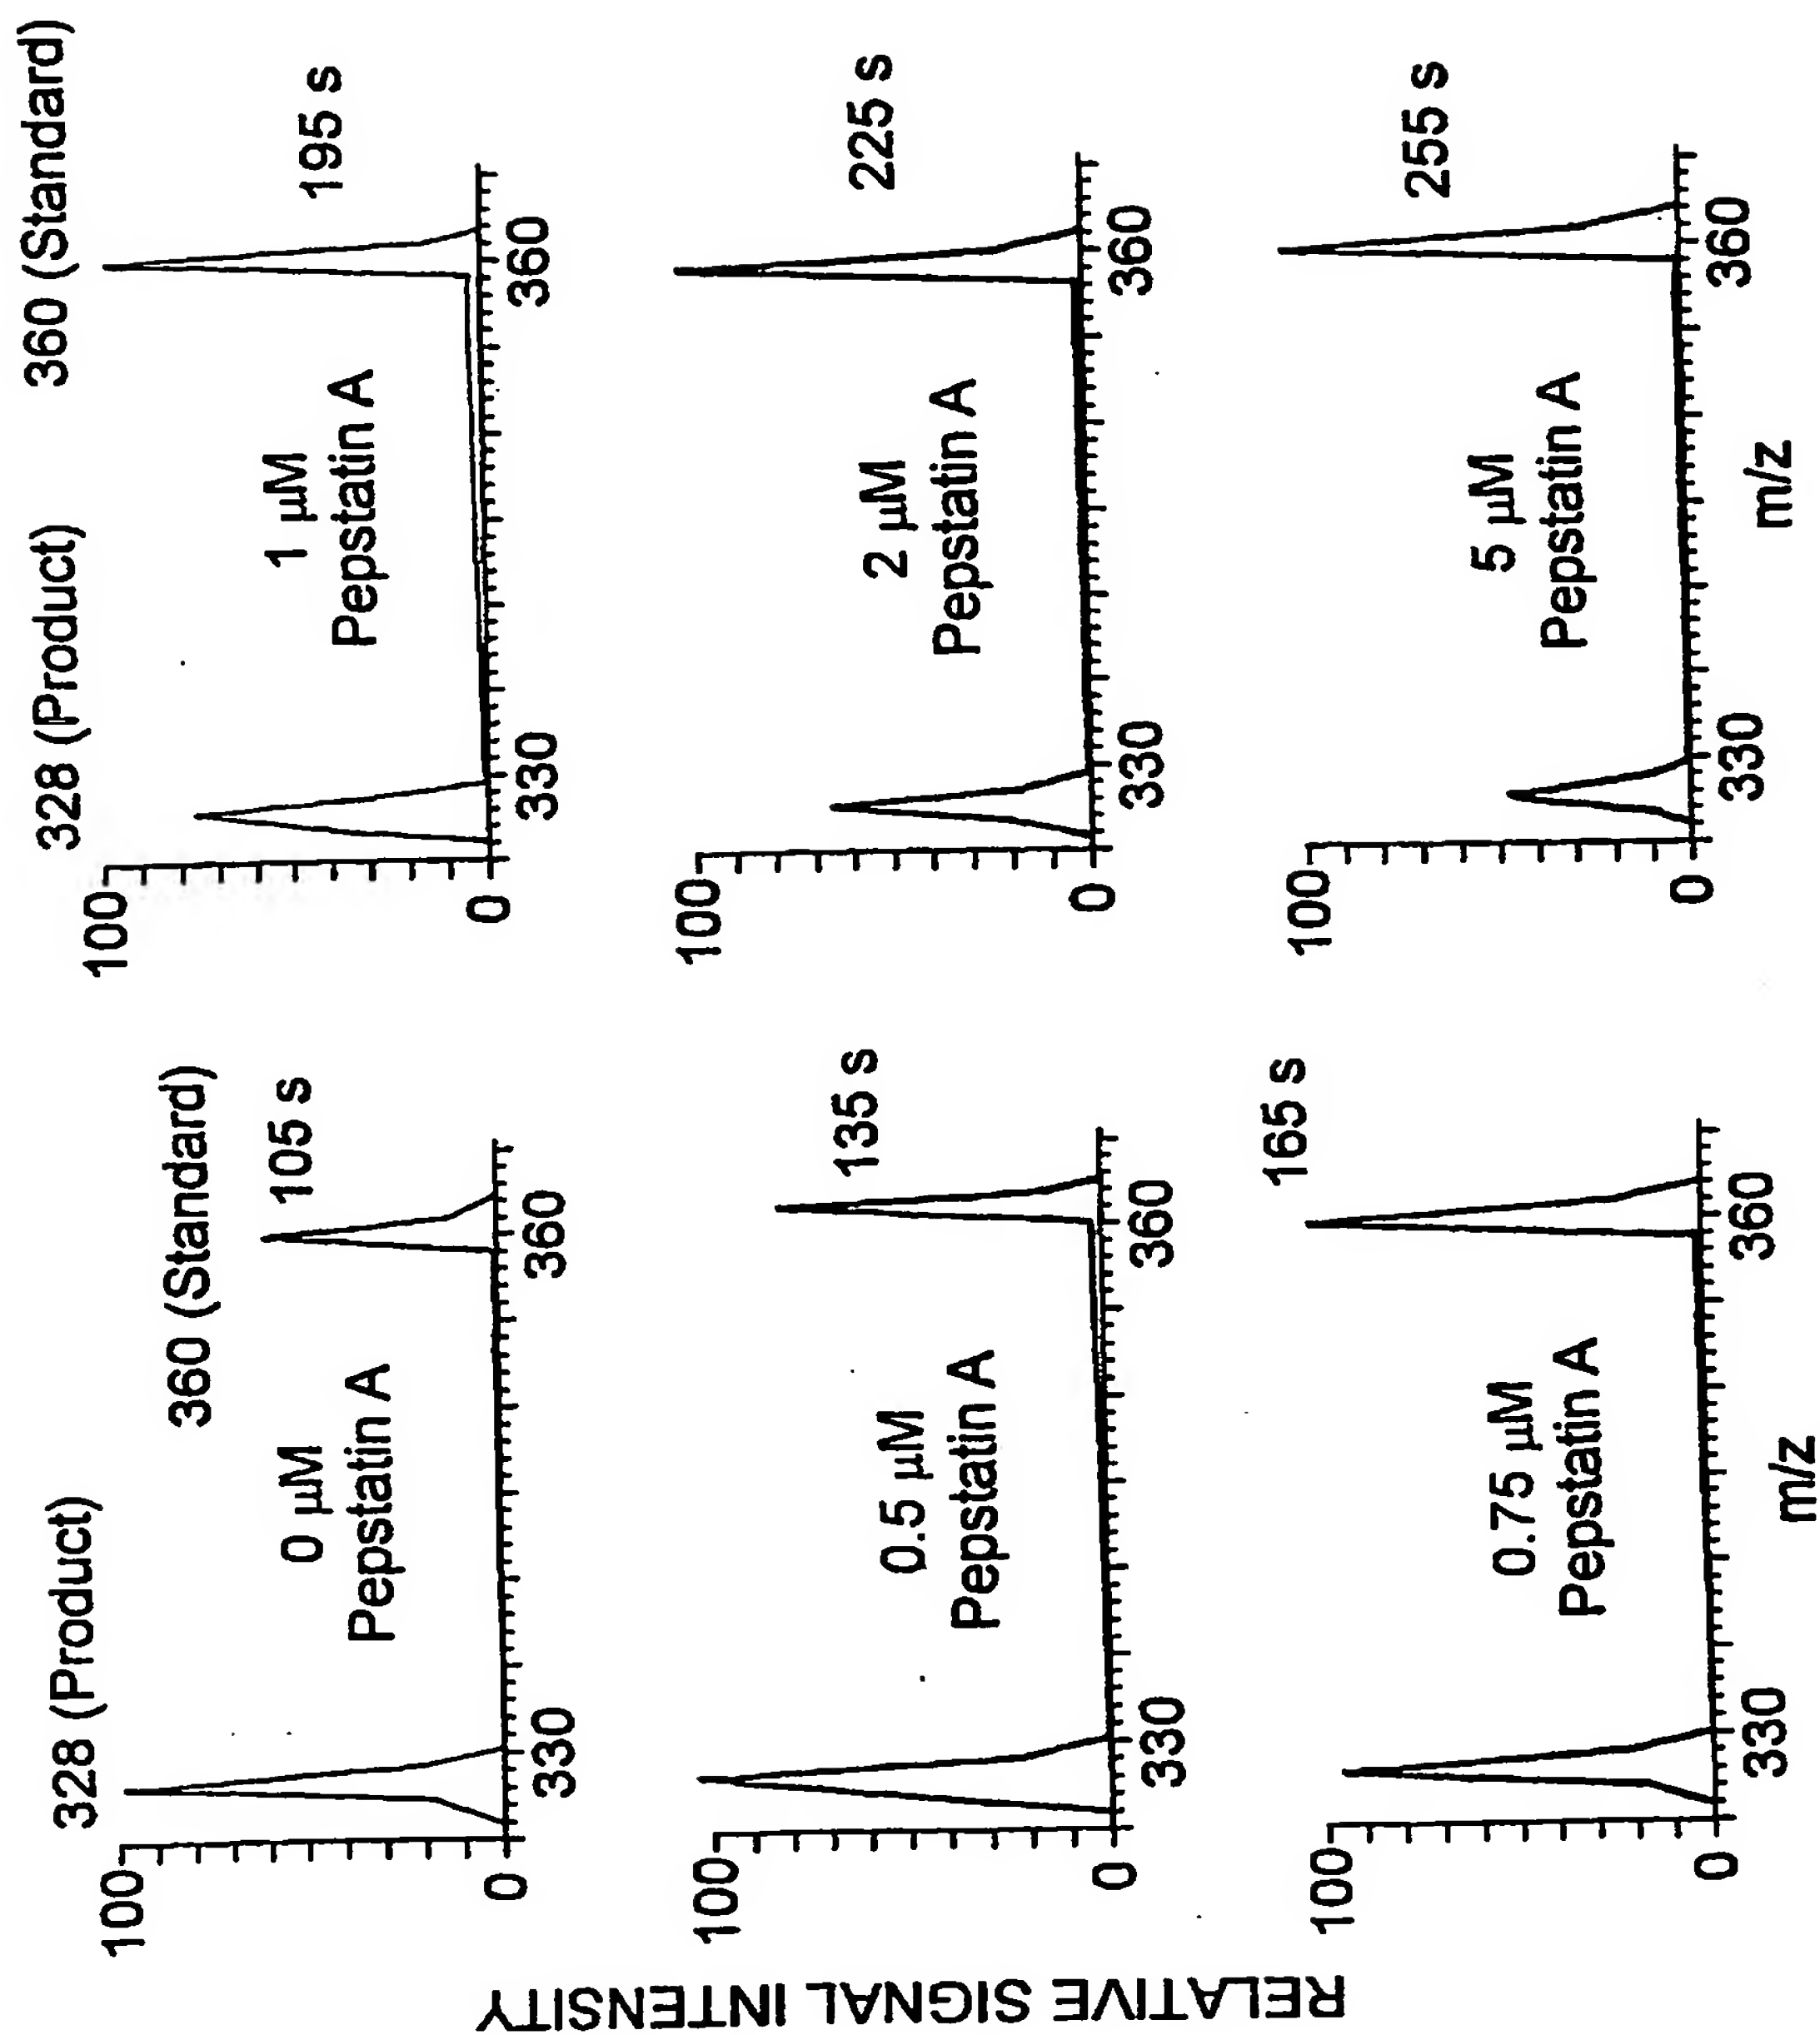 RELATIVE SIGNAL INTENSITY
328 (Product)
360 (Standard)
100
0
0 μM
Pepstatin A
105 s
330
360
100
0
0.5 μM
Pepstatin A
135 s
330
360
100
0
0.75 μM
Pepstatin A
165 s
330
360
m/z
328 (Product)
360 (Standard)
100
0
1 μM
Pepstatin A
195 s
330
360
100
0
2 μM
Pepstatin A
225 s
330
360
100
0
5 μM
Pepstatin A
255 s
330
360
m/z